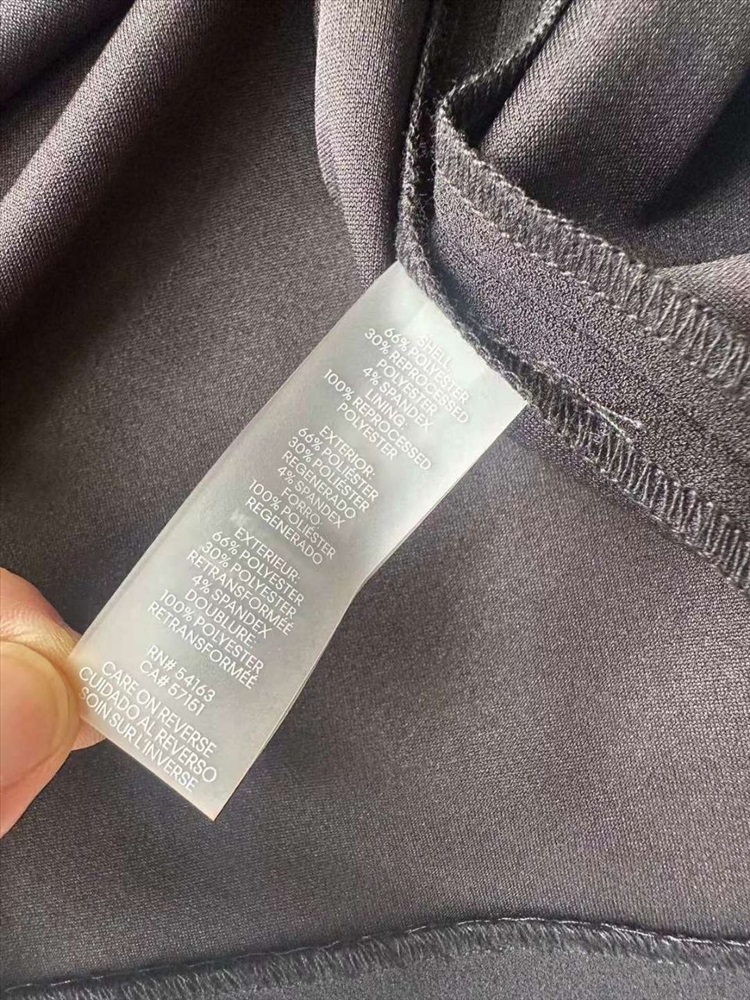 SHELL
66% POLYESTER
30% REPROCESSED
POLYESTER
4% SPANDEX
LINING
100% REPROCESSED
POLYESTER
EXTERIOR:
66% POLIÉSTER
30% POLIÉSTER
REGENERADO
4% SPANDEX
FORRO
100% POLIÉSTER
REGENERADO
EXTERIEUR:
66% POLYESTER
30% POLYESTER
RETRANSFORMÉE
4% SPANDEX
DOUBLURE:
100% POLYESTER
RETRANSFORMÉE
RN# 54163
CA# 57151
CARE ON REVERSE
CUIDADO AL REVERSO
SOIN SUR L'INVERSE